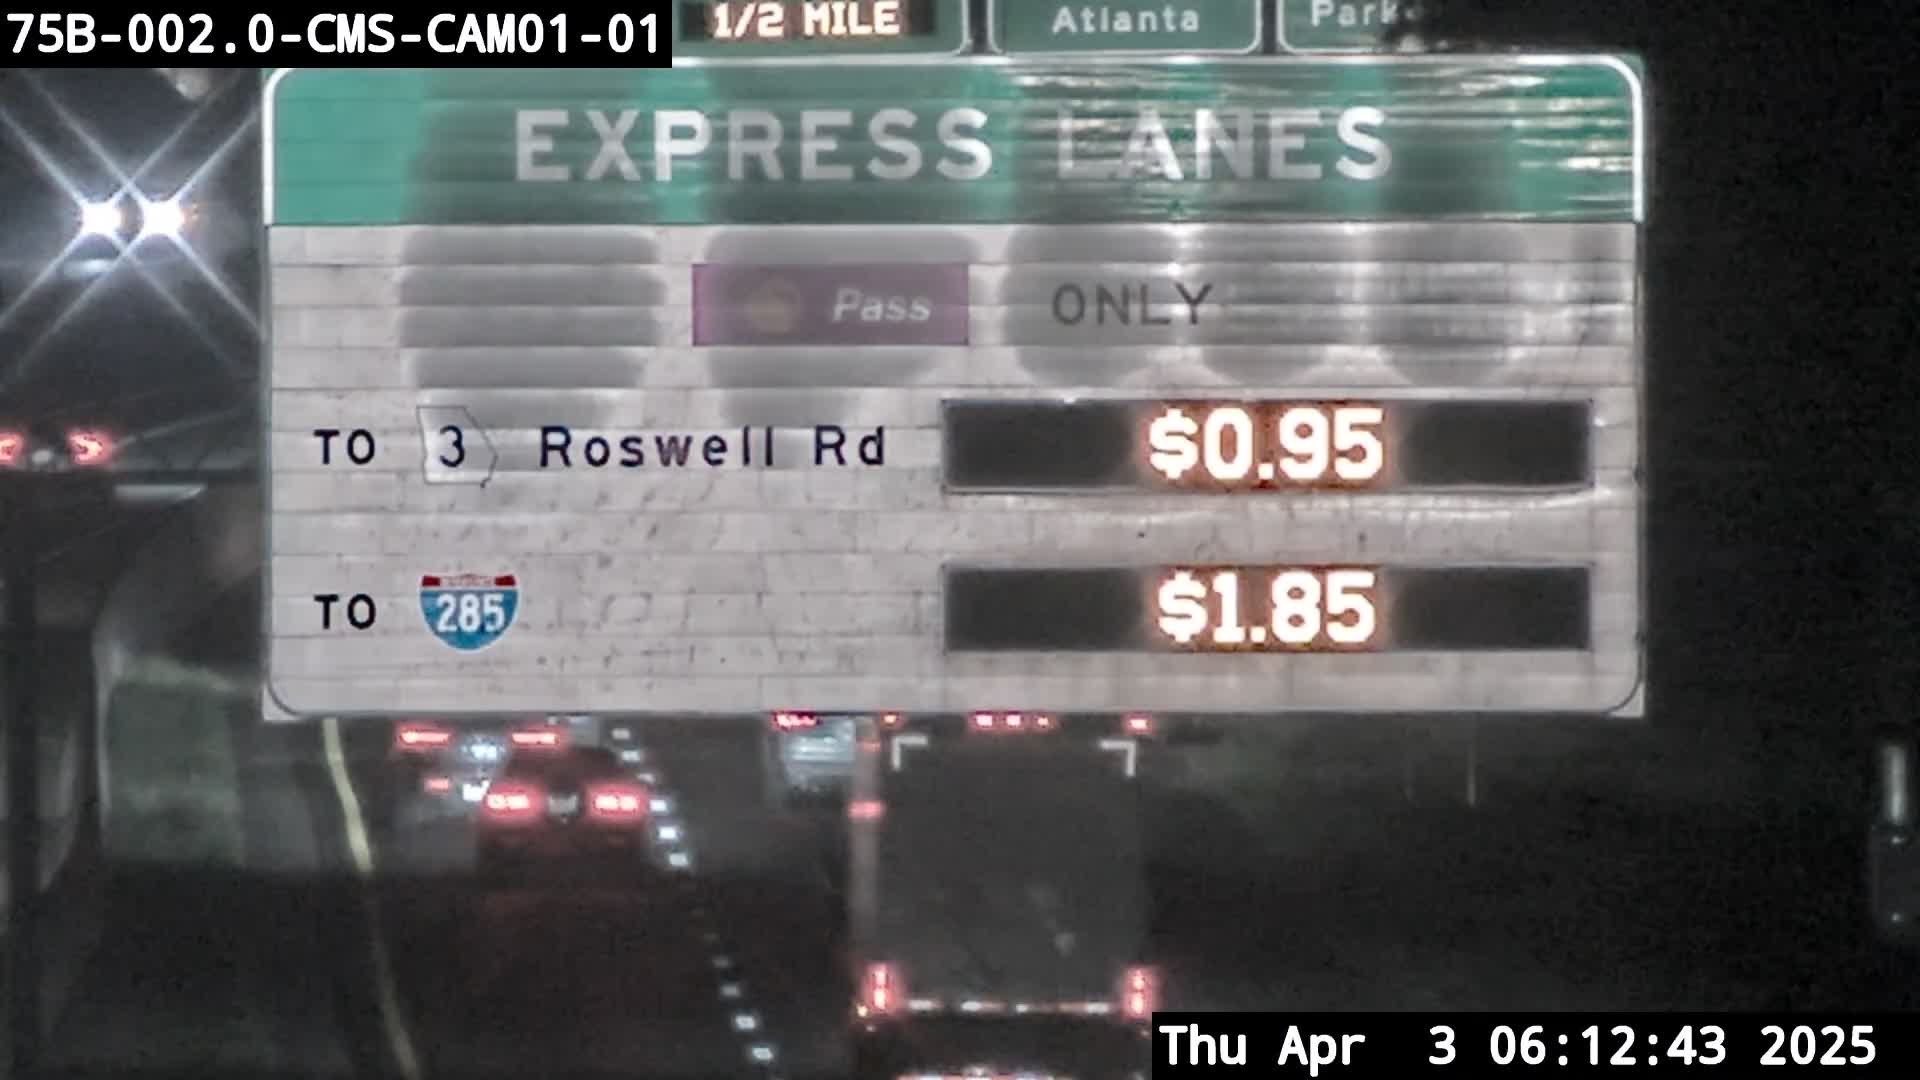 75B-002.0-CMS-CAM01-01
1/2 MILE
Atlanta
Park
EXPRESS LANES
Pass ONLY
TO 3 Roswell Rd $0.95
TO 285 $1.85
Thu Apr 3 06:12:43 2025